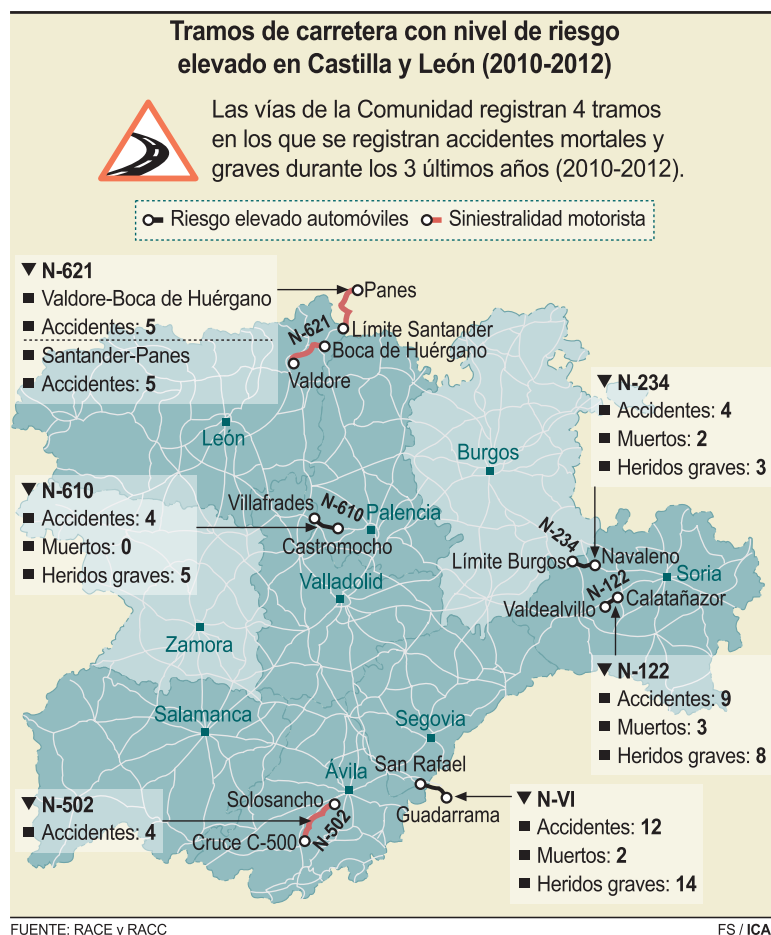 Tramos de carretera con nivel de riesgo
elevado en Castilla y León (2010-2012)
Las vías de la Comunidad registran 4 tramos
en los que se registran accidentes mortales y
graves durante los 3 últimos años (2010-2012).
Riesgo elevado automóviles
Siniestralidad motorista
▼ N-621
■ Valdore-Boca de Huérgano
■ Accidentes: 5
■ Santander-Panes
■ Accidentes: 5
Panes
Límite Santander
N-621
Boca de Huérgano
Valdore
▼ N-234
■ Accidentes: 4
■ Muertos: 2
■ Heridos graves: 3
León
Burgos
▼ N-610
■ Accidentes: 4
■ Muertos: 0
■ Heridos graves: 5
Villafrades
N-610
Castromocho
Palencia
Valladolid
N-234
Límite Burgos
Navaleno
N-122
Valdealvillo
Calatañazor
Soria
Zamora
▼ N-122
■ Accidentes: 9
■ Muertos: 3
■ Heridos graves: 8
Salamanca
Segovia
San Rafael
Guadarrama
Ávila
▼ N-502
■ Accidentes: 4
Solosancho
N-502
Cruce C-500
▼ N-VI
■ Accidentes: 12
■ Muertos: 2
■ Heridos graves: 14
FUENTE: RACE y RACC
FS / ICA